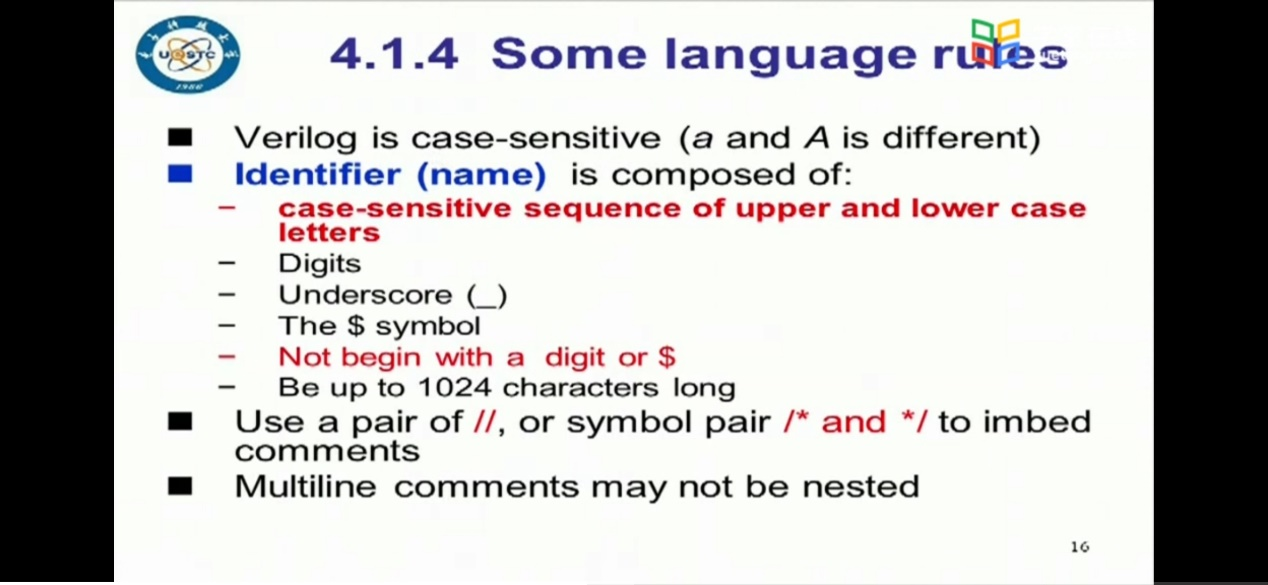 4.1.4 Some language rules
UESTC
1956
Verilog is case-sensitive (a and A is different)
Identifier (name) is composed of:
– case-sensitive sequence of upper and lower case
letters
– Digits
– Underscore (_)
– The $ symbol
– Not begin with a digit or $
– Be up to 1024 characters long
Use a pair of //, or symbol pair /* and */ to imbed
comments
Multiline comments may not be nested
16